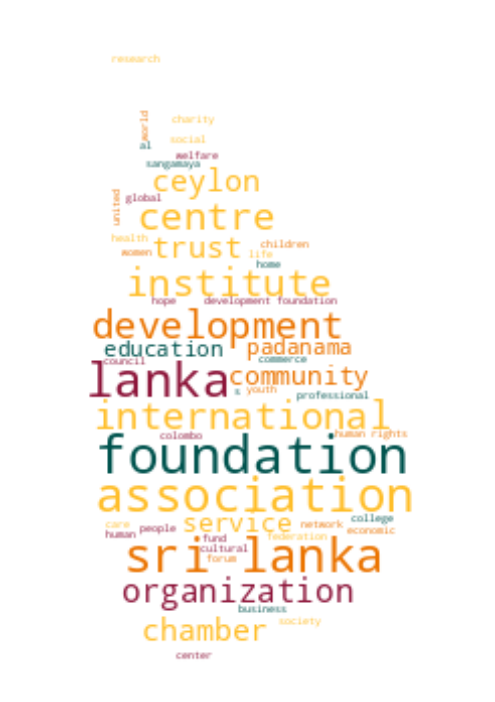 research
world
charity
al
social
welfare
sangamaya
ceylon
united
global
centre
health
trust
children
women
life
home
institute
hope
development foundation
development
education
padanama
council
commerce
lanka
community
s
youth
professional
international
colombo
human rights
foundation
association
care
service
network
college
human
people
fund
federation
economic
cultural
sri lanka
forum
organization
business
chamber
society
center